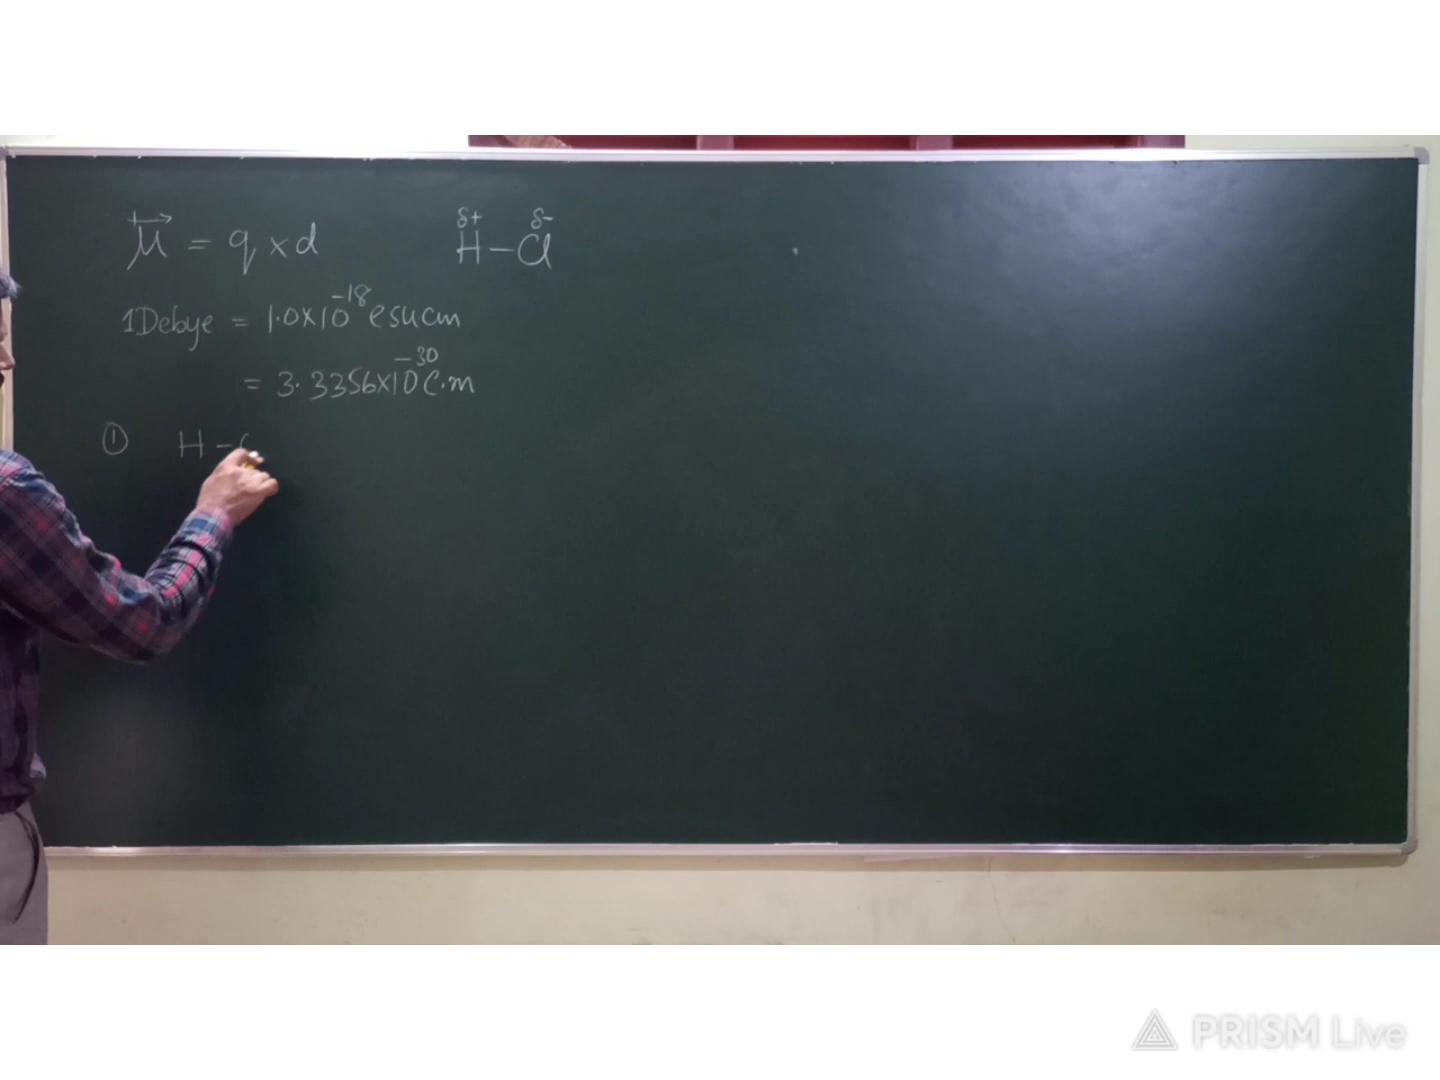 μ⃗ = q × d
δ+ δ-
H – Cl
1Debye = 1.0×10⁻¹⁸ esu cm
= 3.3356×10⁻³⁰ C.m
① H –
PRISM Live